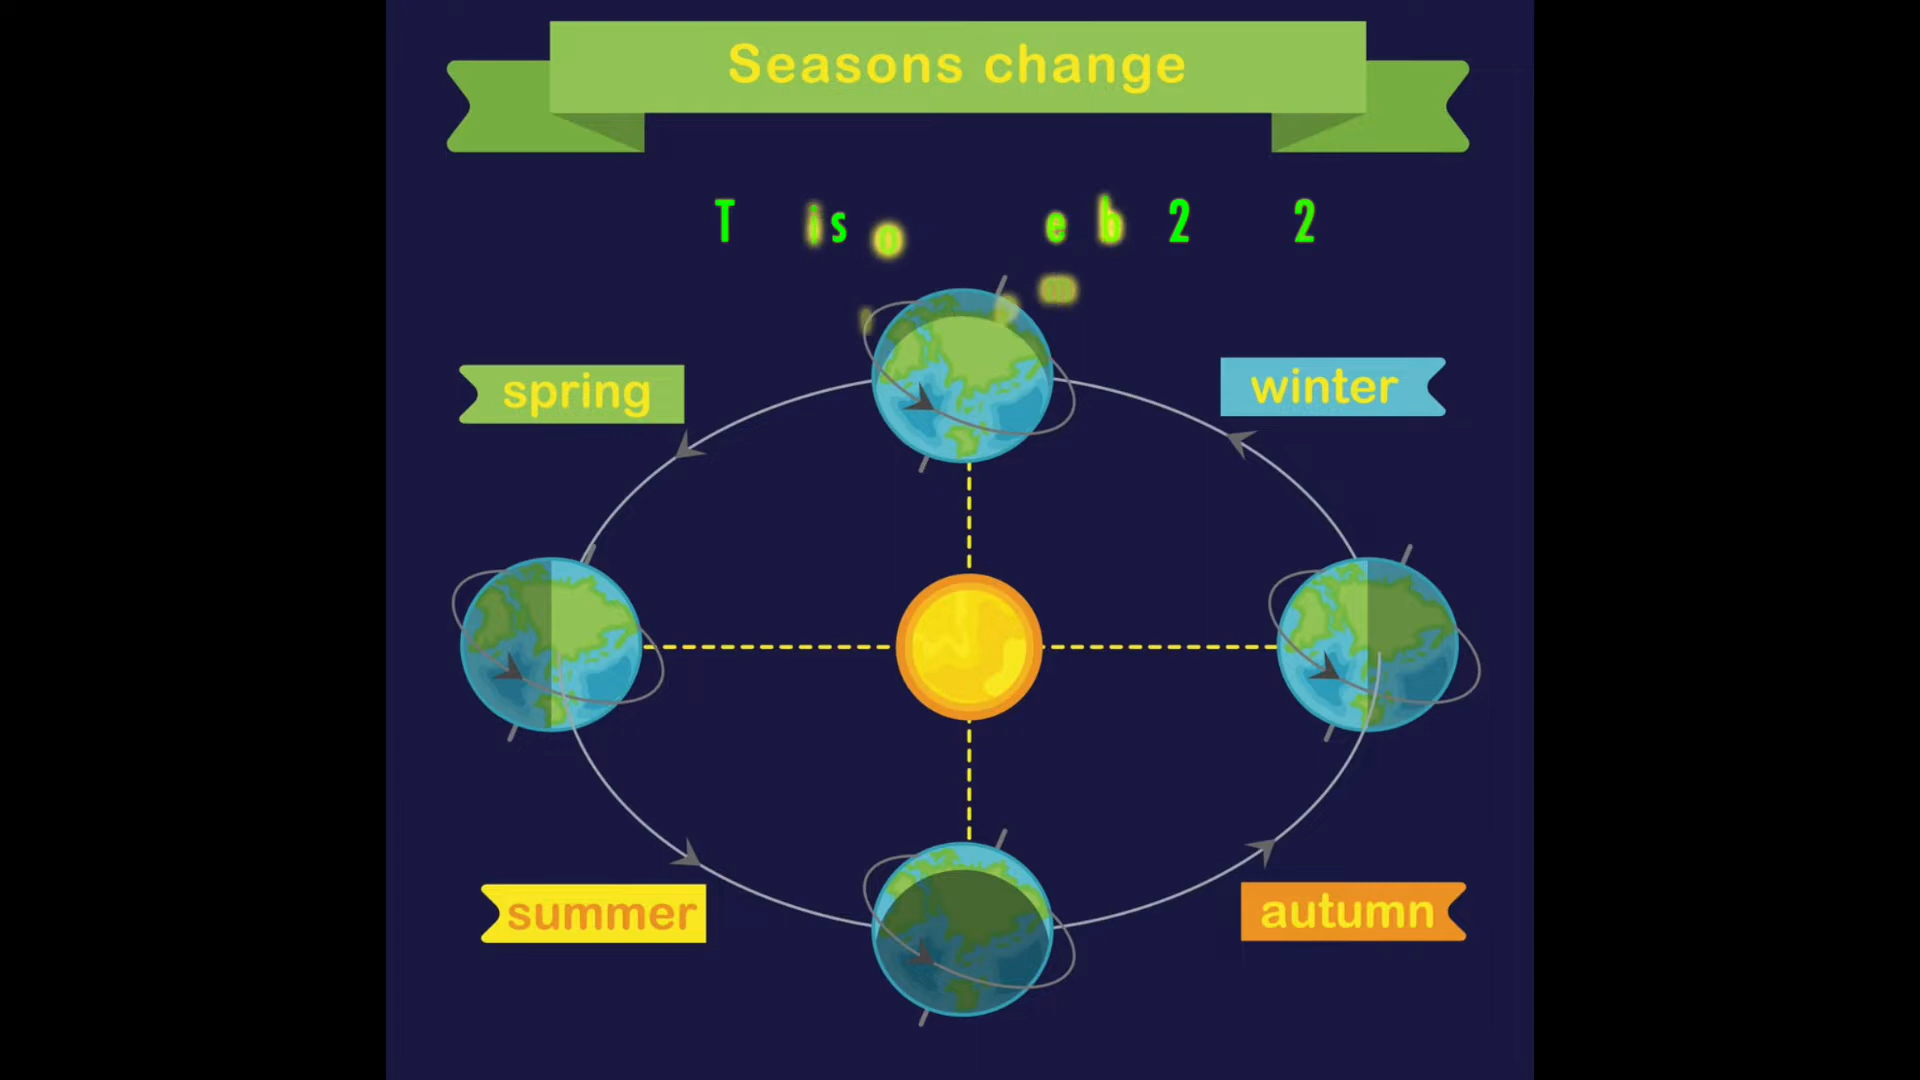 Seasons change
spring
winter
summer
autumn